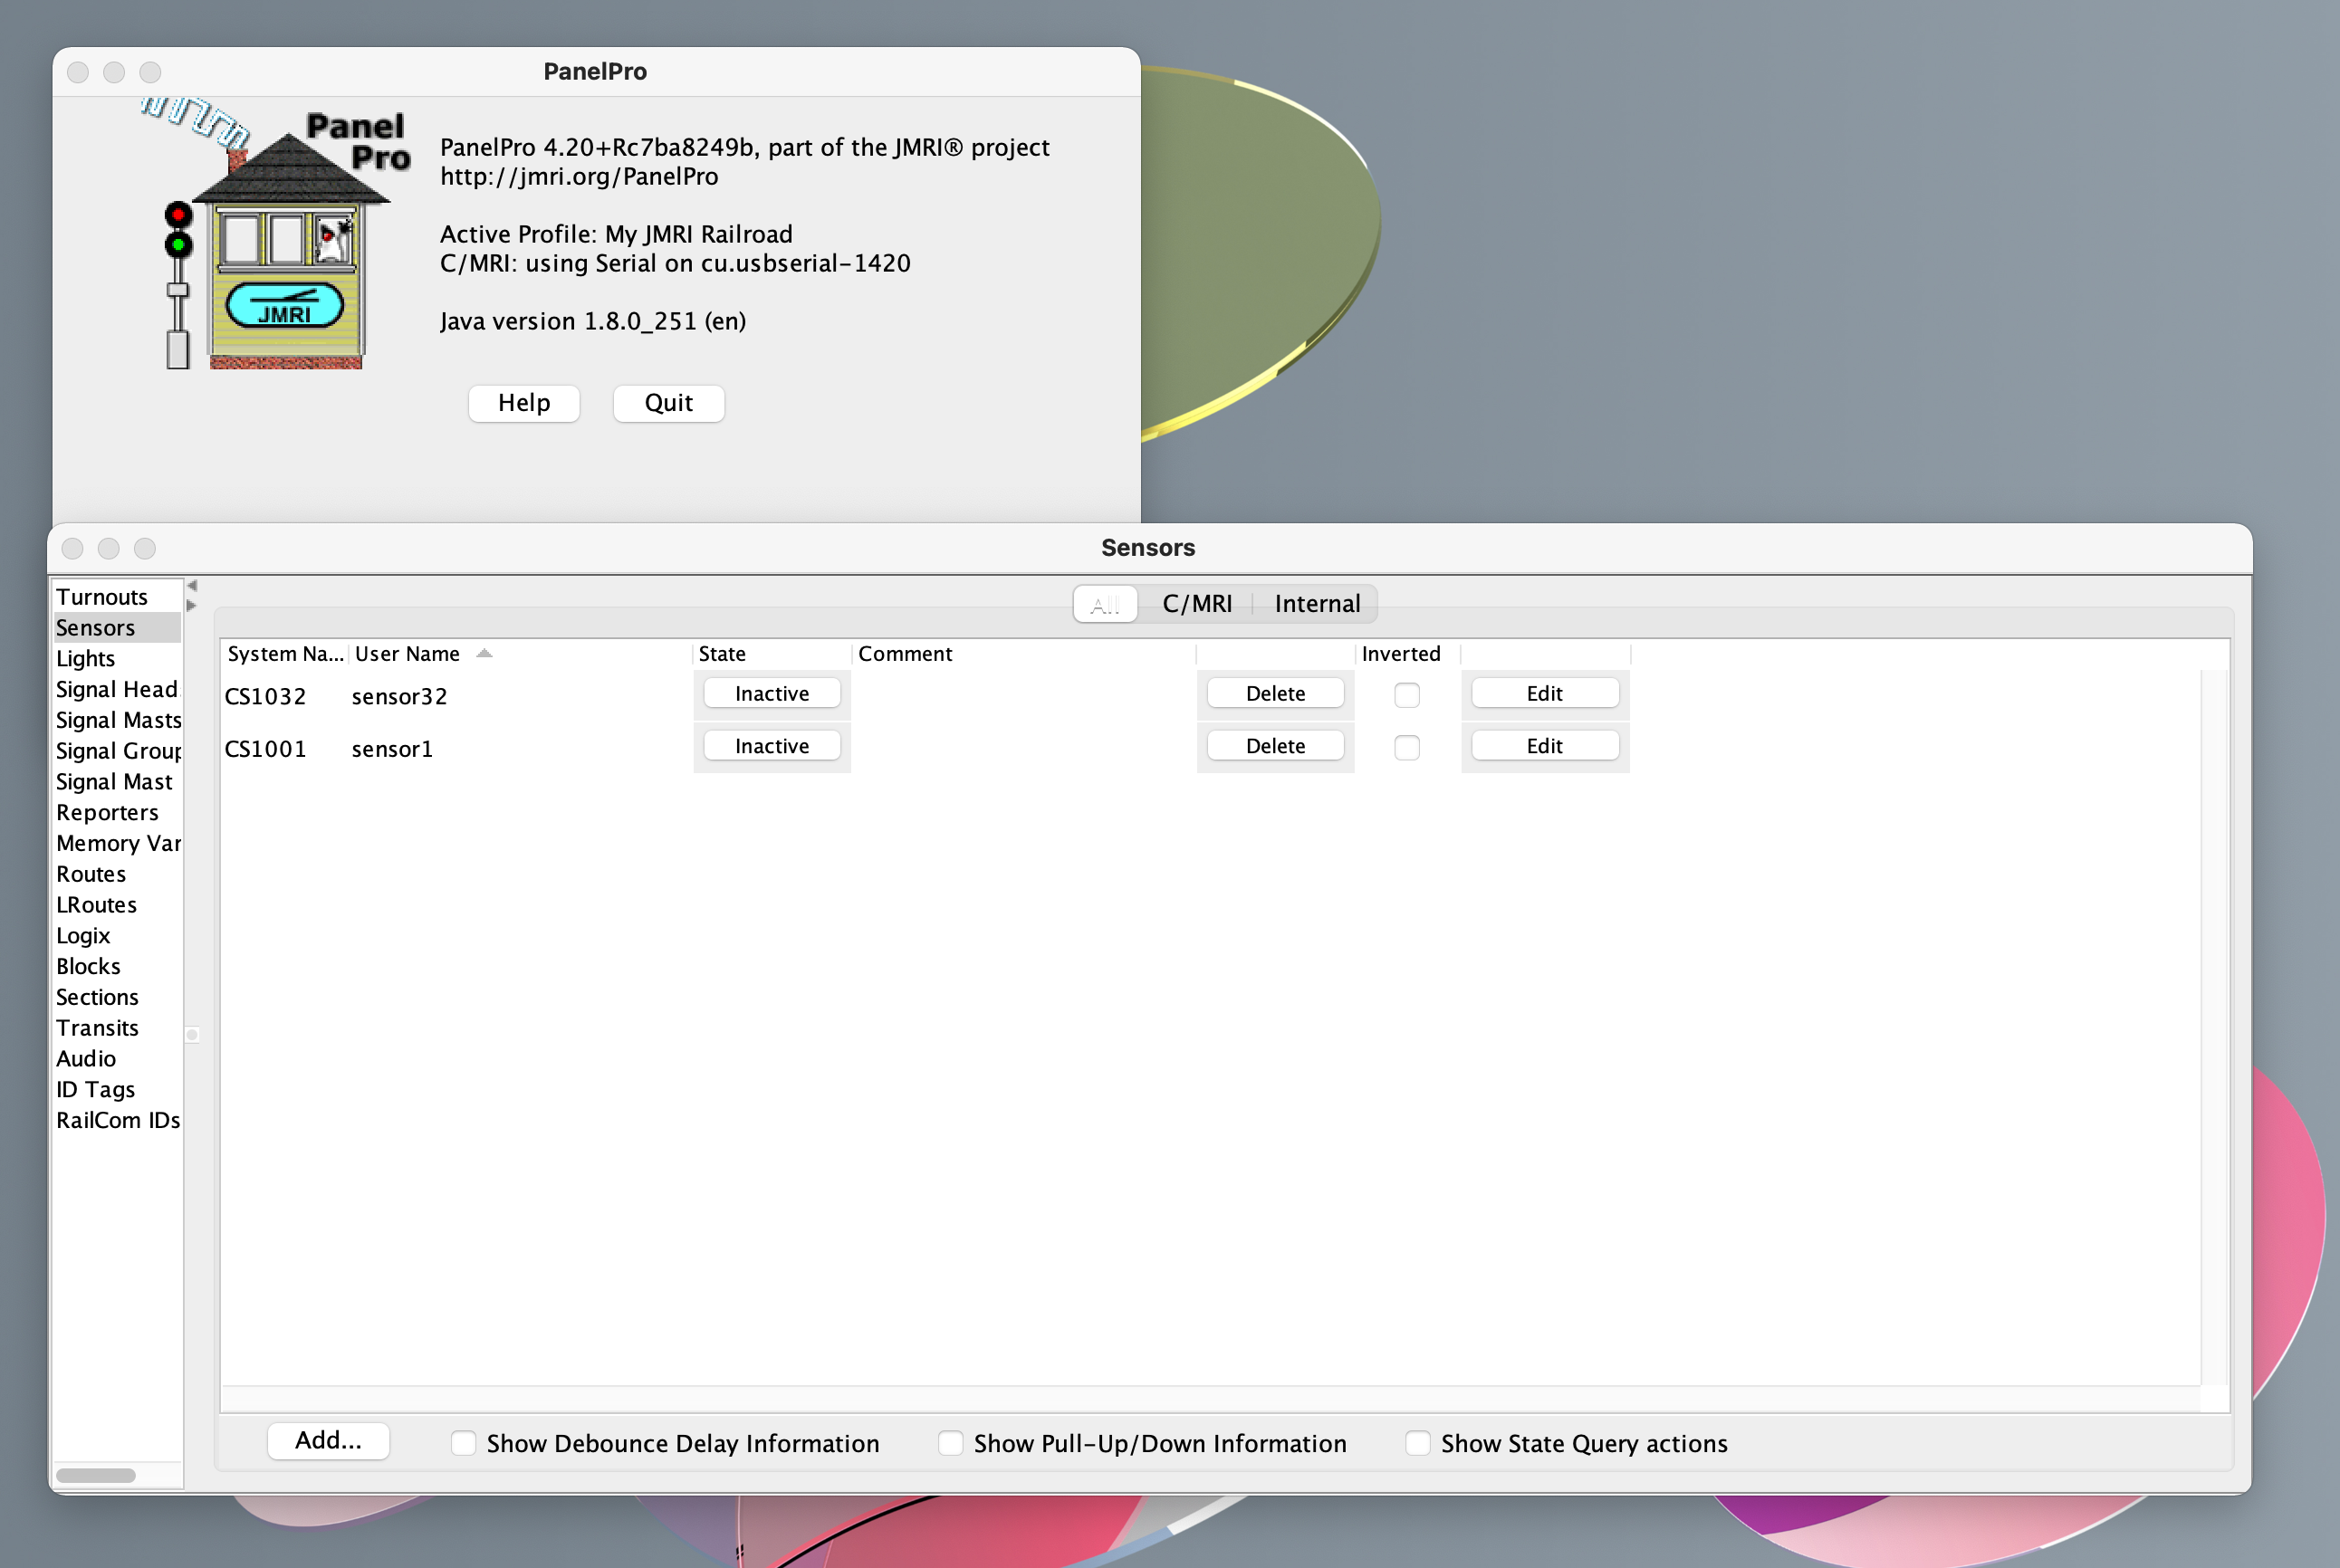 PanelPro
Panel
Pro
PanelPro 4.20+Rc7ba8249b, part of the JMRI® project
http://jmri.org/PanelPro
Active Profile: My JMRI Railroad
C/MRI: using Serial on cu.usbserial-1420
JMRI
Java version 1.8.0_251 (en)
Help Quit
Sensors
Turnouts
Sensors
Lights
Signal Head
Signal Masts
Signal Group
Signal Mast
Reporters
Memory Var
Routes
LRoutes
Logix
Blocks
Sections
Transits
Audio
ID Tags
RailCom IDs
All C/MRI Internal
System Na... User Name State Comment Inverted
CS1032 sensor32 Inactive Delete Edit
CS1001 sensor1 Inactive Delete Edit
Add... Show Debounce Delay Information Show Pull-Up/Down Information Show State Query actions